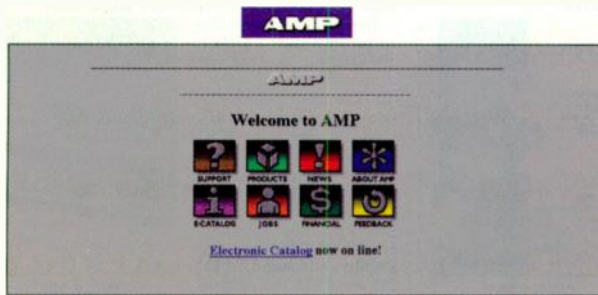 AMP
AMP
Welcome to AMP
SUPPORT PRODUCTS NEWS ABOUT AMP
E-CATALOG JOBS FINANCIAL FEEDBACK
Electronic Catalog now on line!